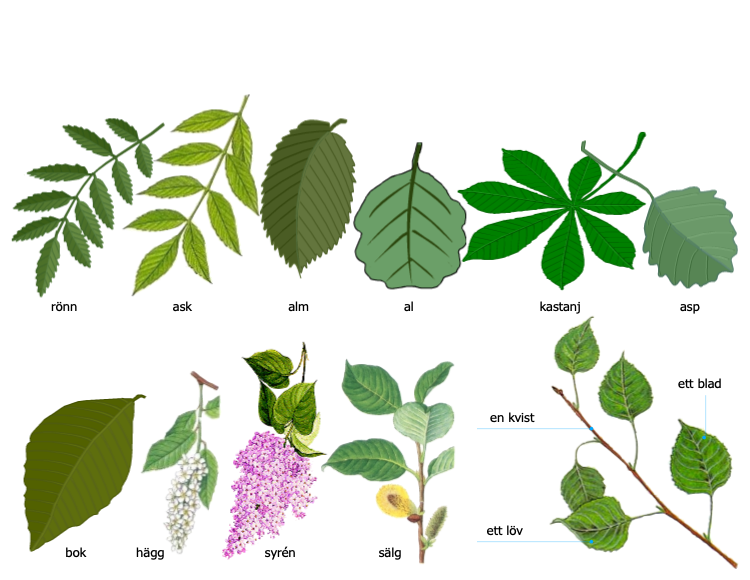 rönn
ask
alm
al
kastanj
asp
ett blad
en kvist
ett löv
bok
hägg
syrén
sälg